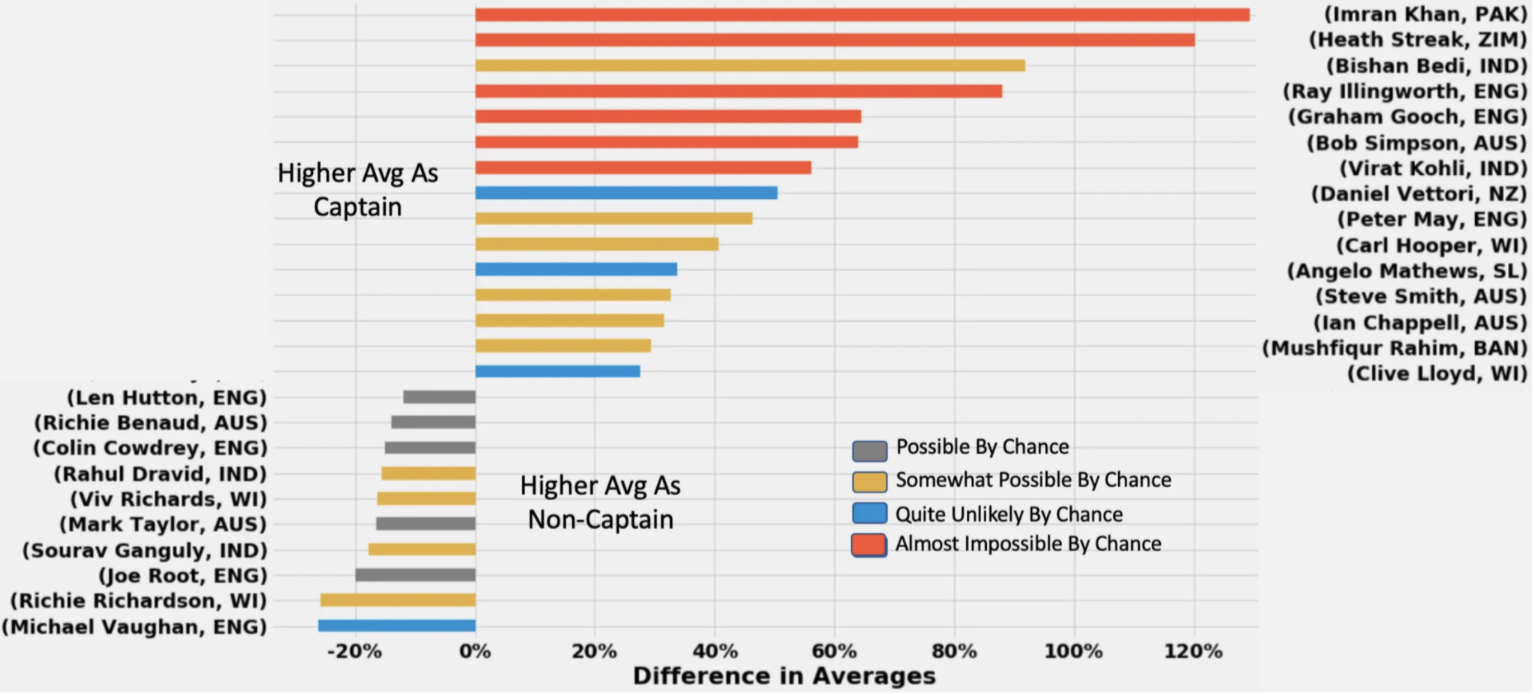 (Imran Khan, PAK)
(Heath Streak, ZIM)
(Bishan Bedi, IND)
(Ray Illingworth, ENG)
(Graham Gooch, ENG)
(Bob Simpson, AUS)
(Virat Kohli, IND)
(Daniel Vettori, NZ)
(Peter May, ENG)
(Carl Hooper, WI)
(Angelo Mathews, SL)
(Steve Smith, AUS)
(Ian Chappell, AUS)
(Mushfiqur Rahim, BAN)
(Clive Lloyd, WI)
Higher Avg As
Captain
(Len Hutton, ENG)
(Richie Benaud, AUS)
(Colin Cowdrey, ENG)
(Rahul Dravid, IND)
(Viv Richards, WI)
(Mark Taylor, AUS)
(Sourav Ganguly, IND)
(Joe Root, ENG)
(Richie Richardson, WI)
(Michael Vaughan, ENG)
Higher Avg As
Non-Captain
Possible By Chance
Somewhat Possible By Chance
Quite Unlikely By Chance
Almost Impossible By Chance
-20% 0% 20% 40% 60% 80% 100% 120%
Difference in Averages